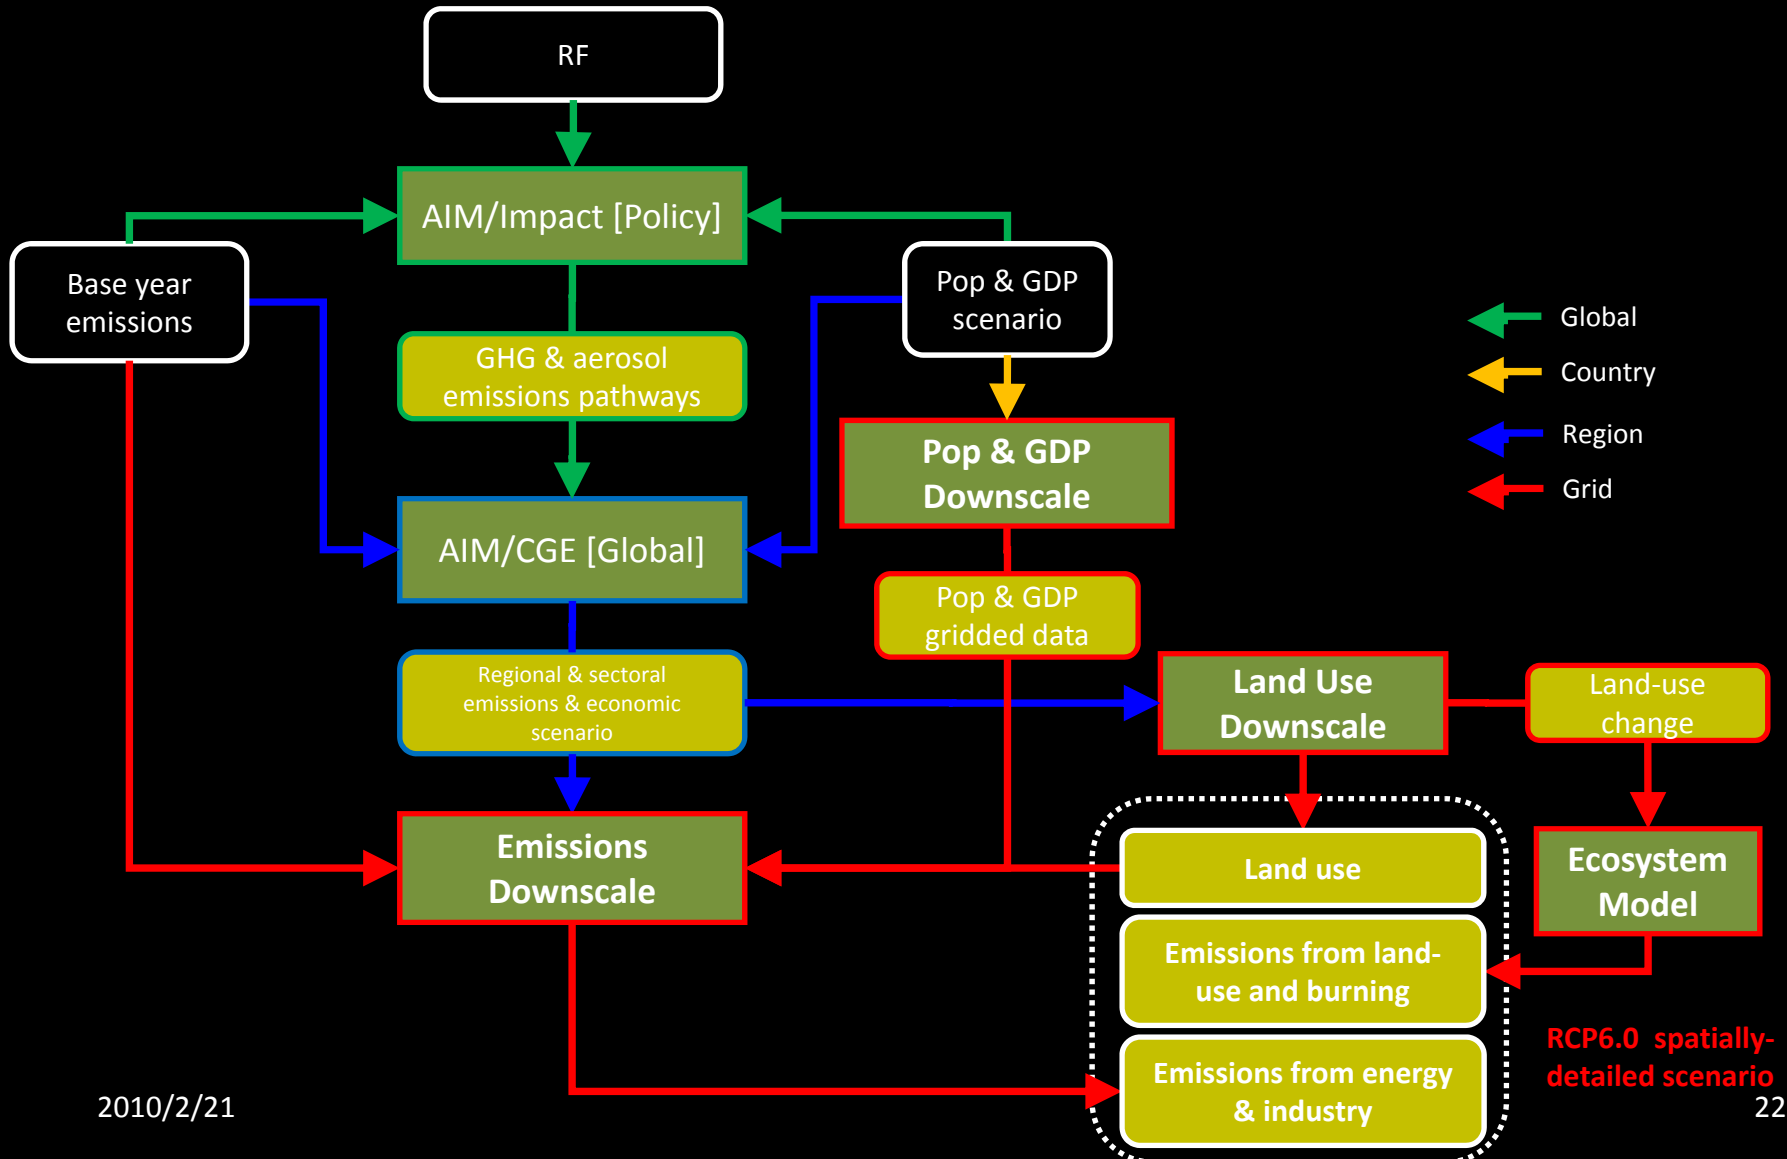 RF
AIM/Impact [Policy]
Base year
emissions
Pop & GDP
scenario
GHG & aerosol
emissions pathways
Global
Country
Region
Grid
Pop & GDP
Downscale
AIM/CGE [Global]
Pop & GDP
gridded data
Regional & sectoral
emissions & economic
scenario
Land Use
Downscale
Land-use
change
Emissions
Downscale
Land use
Ecosystem
Model
Emissions from land-
use and burning
Emissions from energy
& industry
RCP6.0 spatially-
detailed scenario
2010/2/21
22